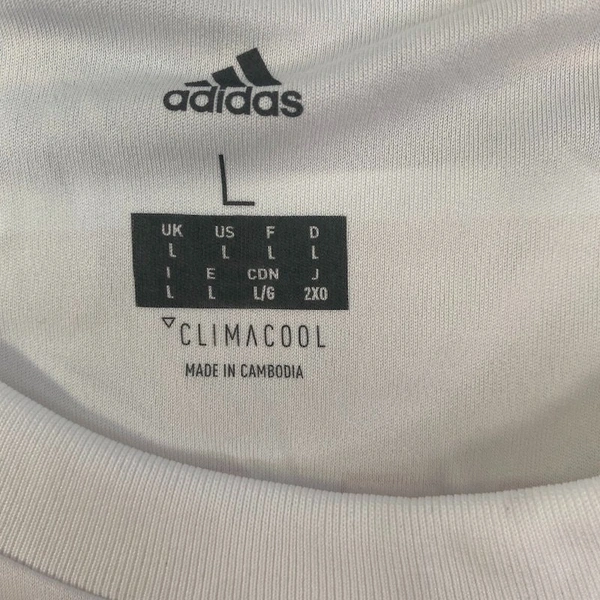 adidas
L
UK US F D
L L L L
I E CDN J
L L L/G 2XO
CLIMACOOL
MADE IN CAMBODIA